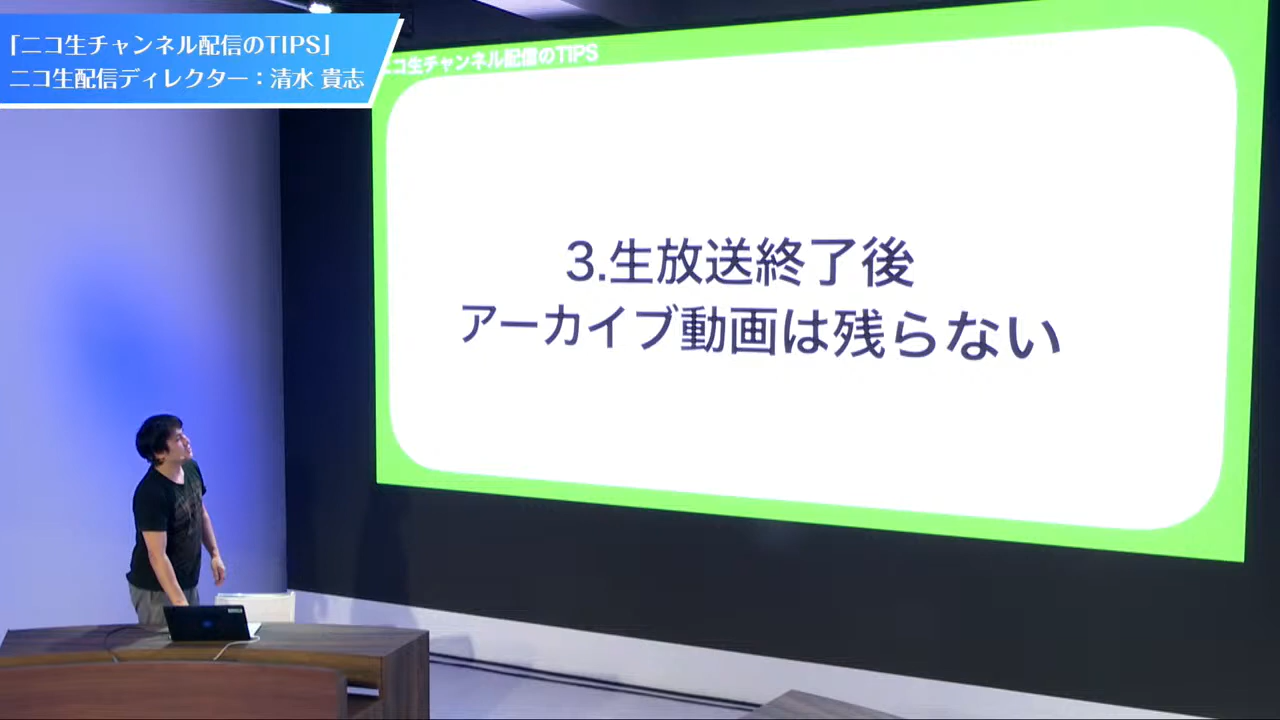 「ニコ生チャンネル配信のTIPS」
ニコ生配信ディレクター：清水 貴志
ニコ生チャンネル配信のTIPS
3.生放送終了後
アーカイブ動画は残らない